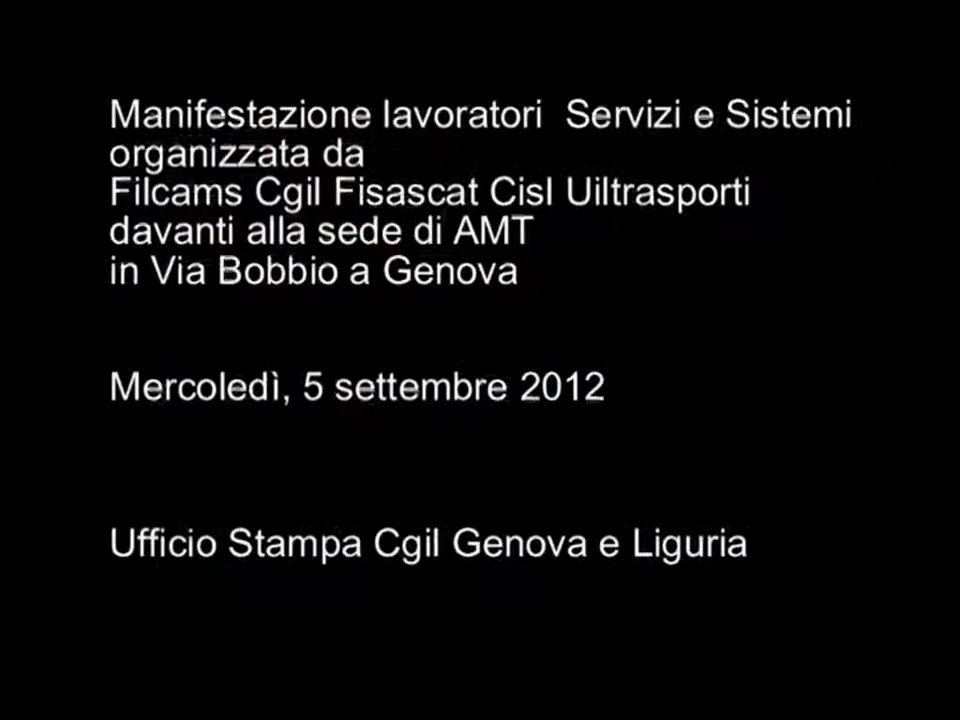 Manifestazione lavoratori  Servizi e Sistemi
organizzata da
Filcams Cgil Fisascat Cisl Uiltrasporti
davanti alla sede di AMT
in Via Bobbio a Genova
Mercoledì, 5 settembre 2012
Ufficio Stampa Cgil Genova e Liguria